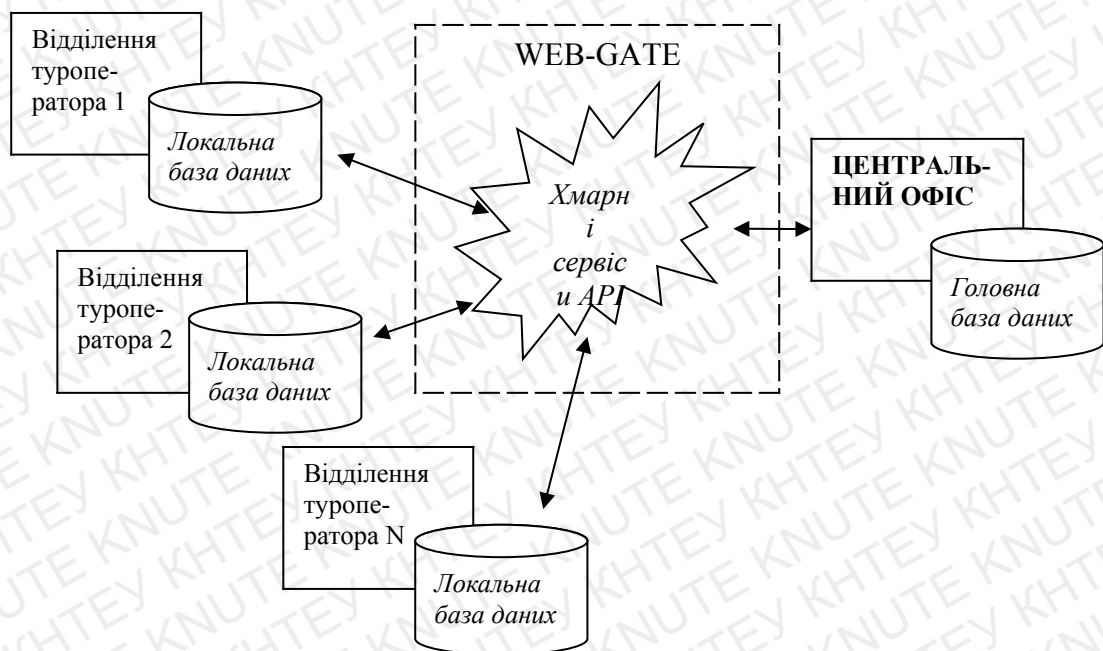 Відділення
туропе-
ратора 1
Локальна
база даних
WEB-GATE
Хмарн
і
сервіс
и АРІ
ЦЕНТРАЛЬ-
НИЙ ОФІС
Головна
база даних
Відділення
туропе-
ратора 2
Локальна
база даних
Відділення
туропе-
ратора N
Локальна
база даних